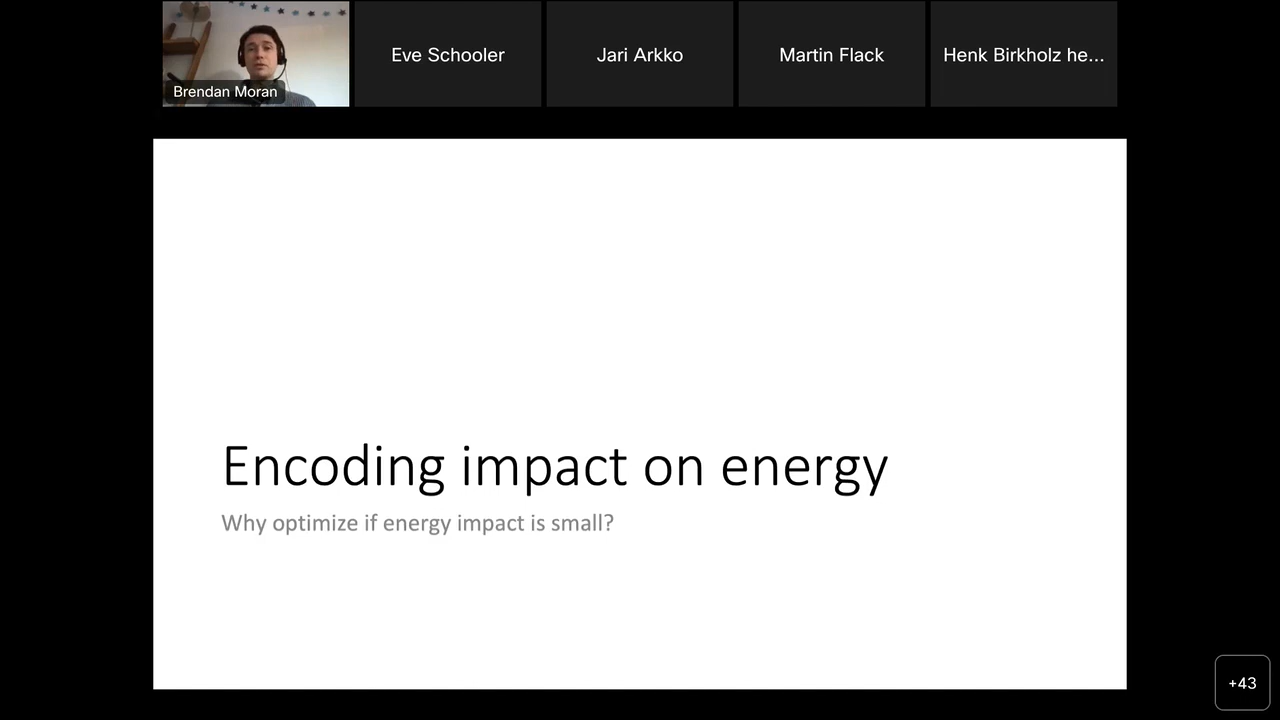 Brendan Moran
Eve Schooler
Jari Arkko
Martin Flack
Henk Birkholz he...
Encoding impact on energy
Why optimize if energy impact is small?
+43